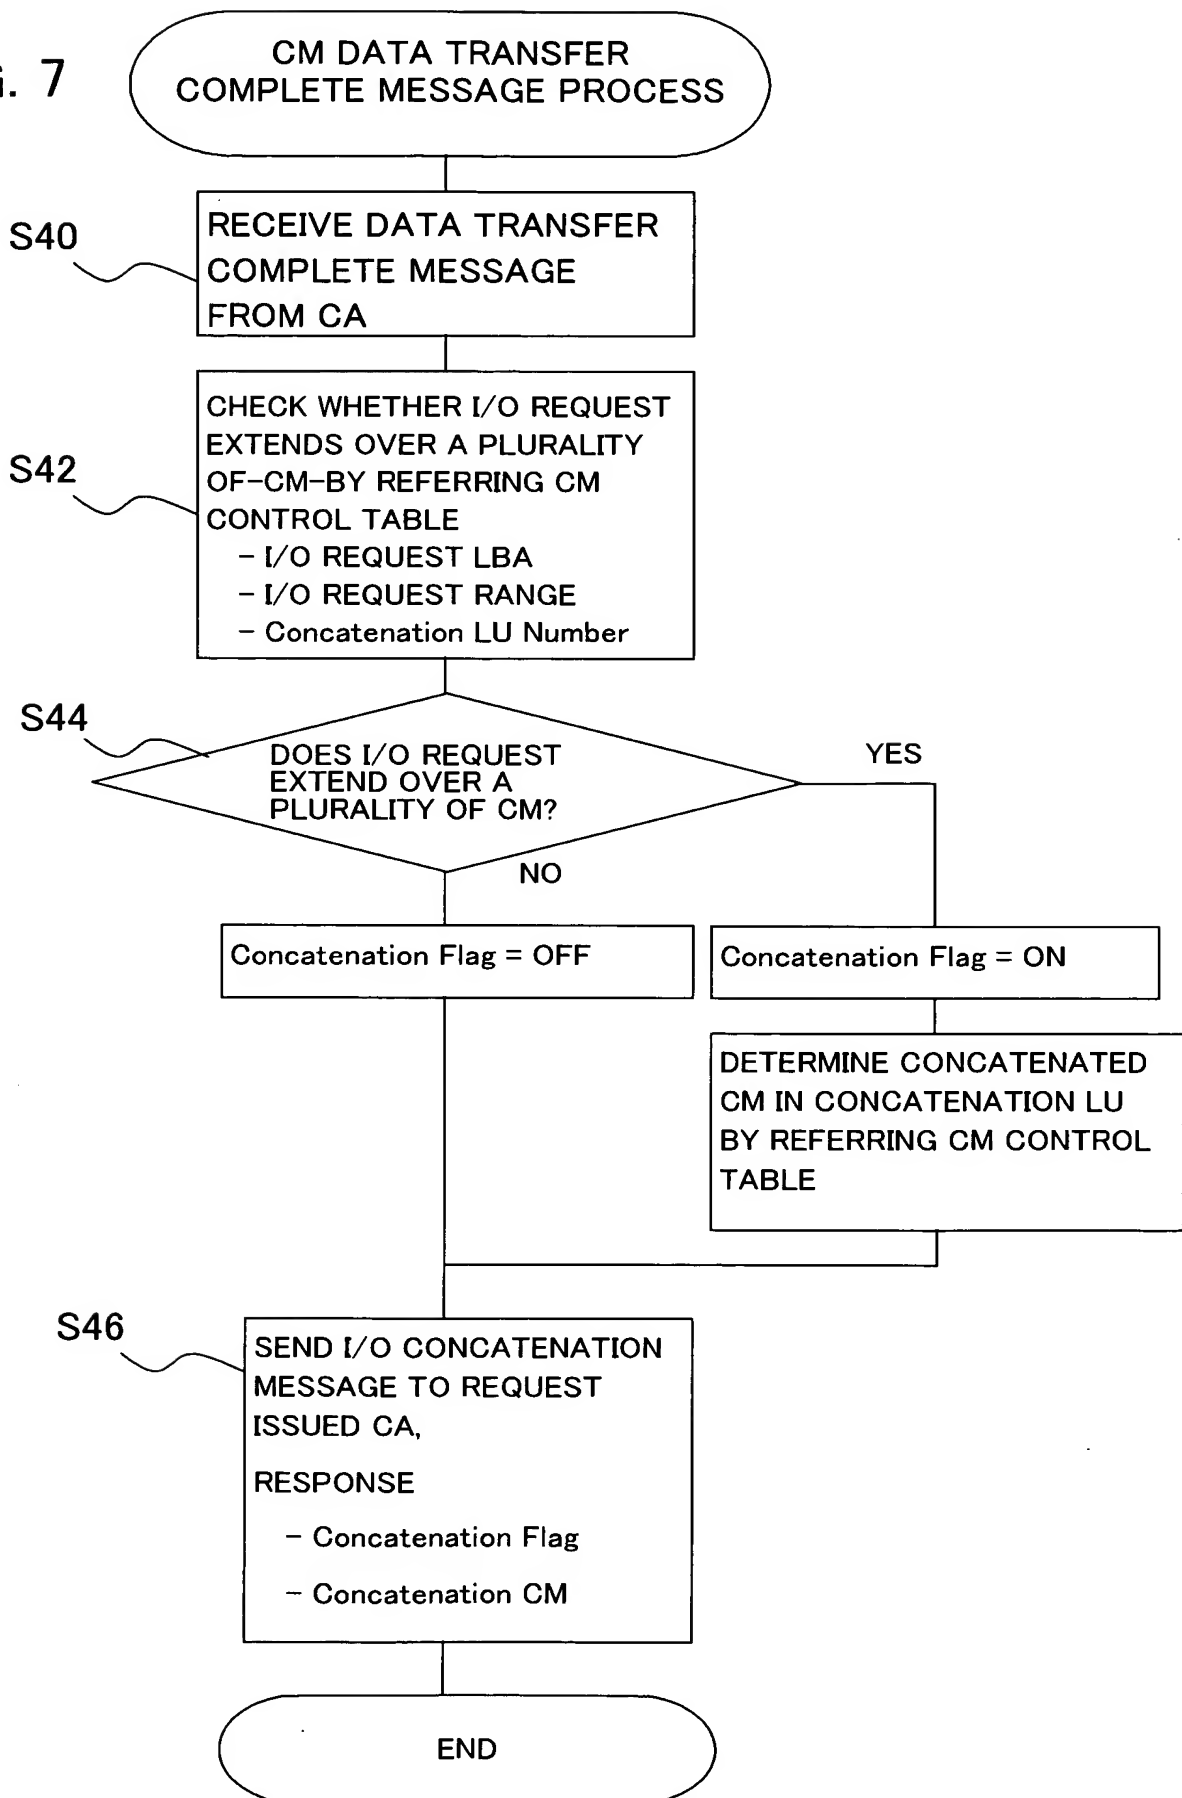 . 7
CM DATA TRANSFER
COMPLETE MESSAGE PROCESS
S40
RECEIVE DATA TRANSFER
COMPLETE MESSAGE
FROM CA
S42
CHECK WHETHER I/O REQUEST
EXTENDS OVER A PLURALITY
OF-CM-BY REFERRING CM
CONTROL TABLE
- I/O REQUEST LBA
- I/O REQUEST RANGE
- Concatenation LU Number
S44
DOES I/O REQUEST
EXTEND OVER A
PLURALITY OF CM?
YES
NO
Concatenation Flag = OFF
Concatenation Flag = ON
DETERMINE CONCATENATED
CM IN CONCATENATION LU
BY REFERRING CM CONTROL
TABLE
S46
SEND I/O CONCATENATION
MESSAGE TO REQUEST
ISSUED CA,
RESPONSE
- Concatenation Flag
- Concatenation CM
END